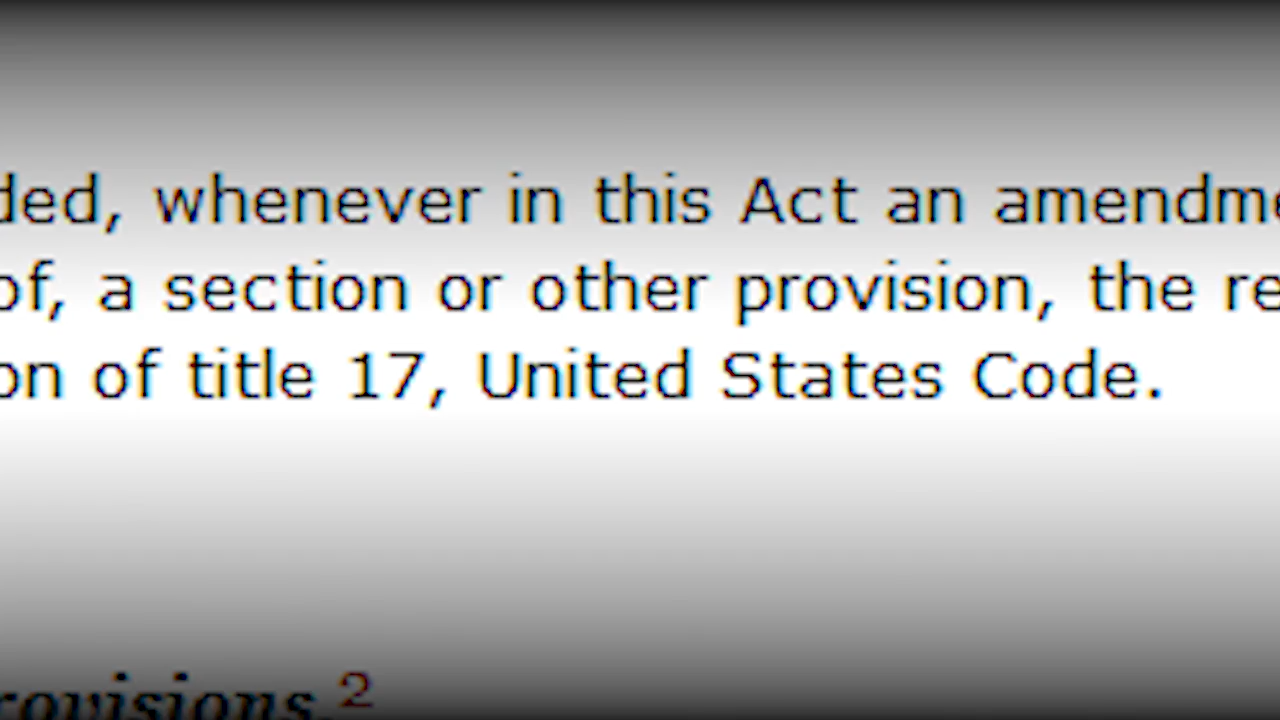 ded, whenever in this Act an amendme
of, a section or other provision, the re
on of title 17, United States Code.
rovisions.2